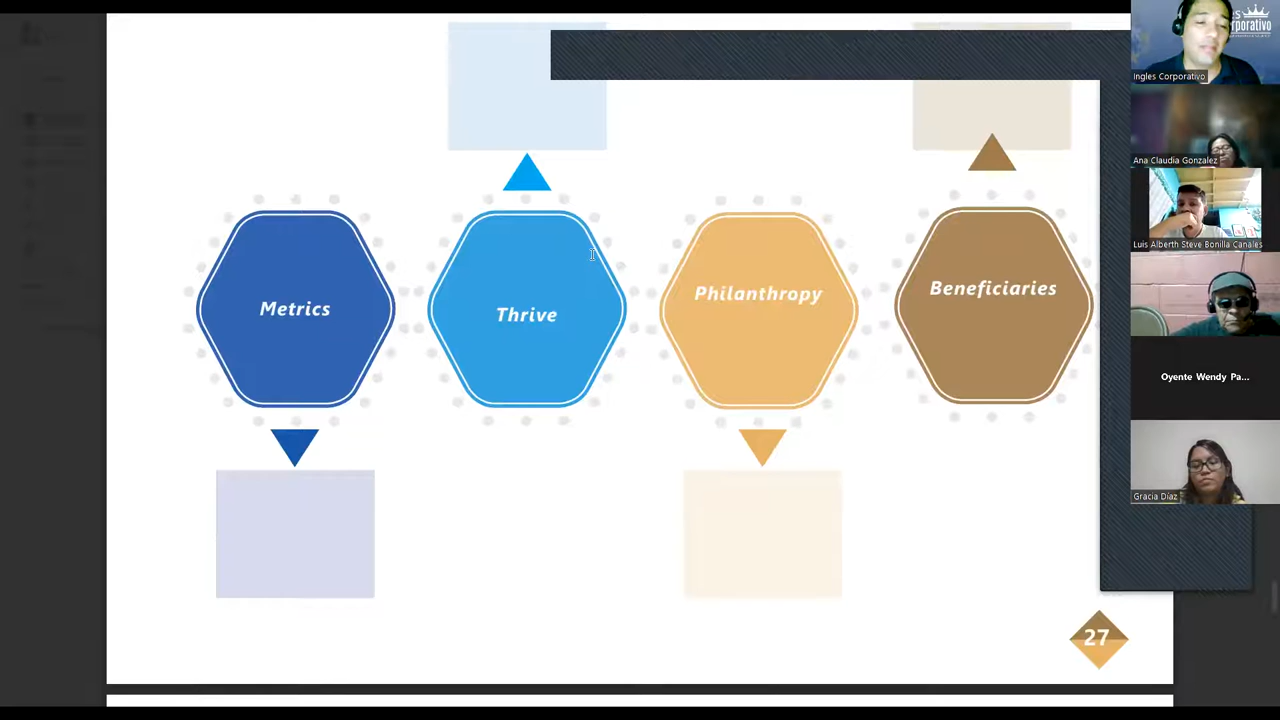 Metrics
Thrive
Philanthropy
Beneficiaries
27
Ingles Corporativo
Ana Claudia Gonzalez
Luis Alberth Steve Bonilla Canales
Oyente Wendy Pa...
Gracia Díaz